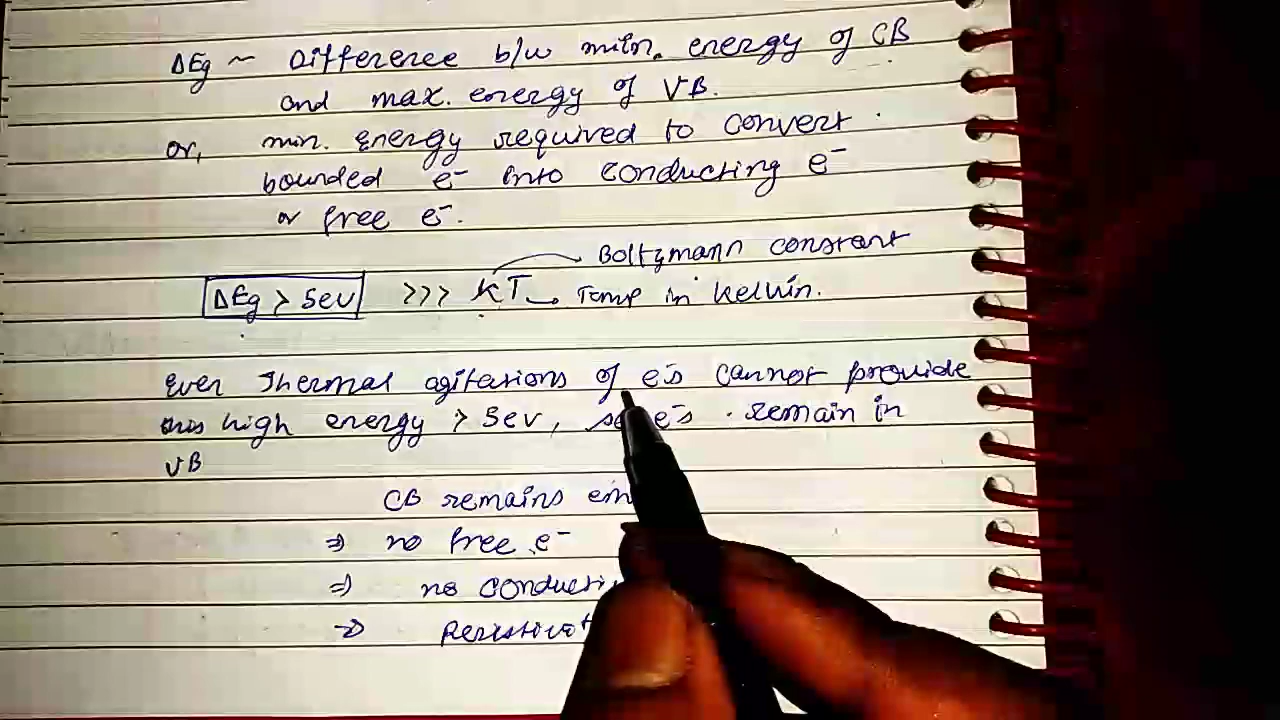 ΔEg ~ Difference b/w min. energy of CB
and max. energy of VB.
or, min. energy required to convert
bounded e⁻ into conducting e⁻
or free e⁻.
Boltzmann constant
ΔEg > 5ev >>> KT → Temp in Kelvin.
Even Thermal agitations of e⁻s cannot provide
this high energy > 5ev, so e⁻s remain in
VB
CB remains em
⇒ no free e⁻
⇒ no conducti
⇒ Resistivit